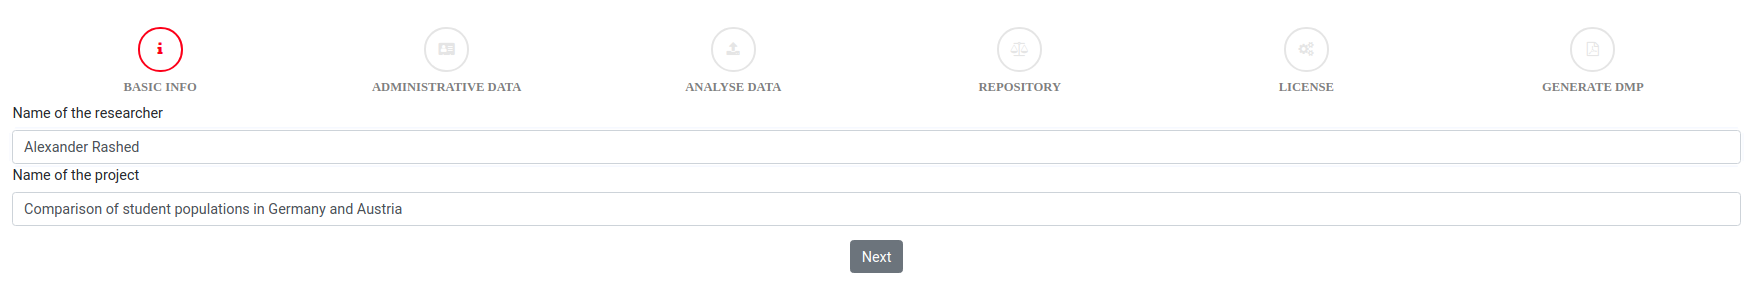 BASIC INFO ADMINISTRATIVE DATA ANALYSE DATA REPOSITORY LICENSE GENERATE DMP
Name of the researcher
Alexander Rashed
Name of the project
Comparison of student populations in Germany and Austria
Next